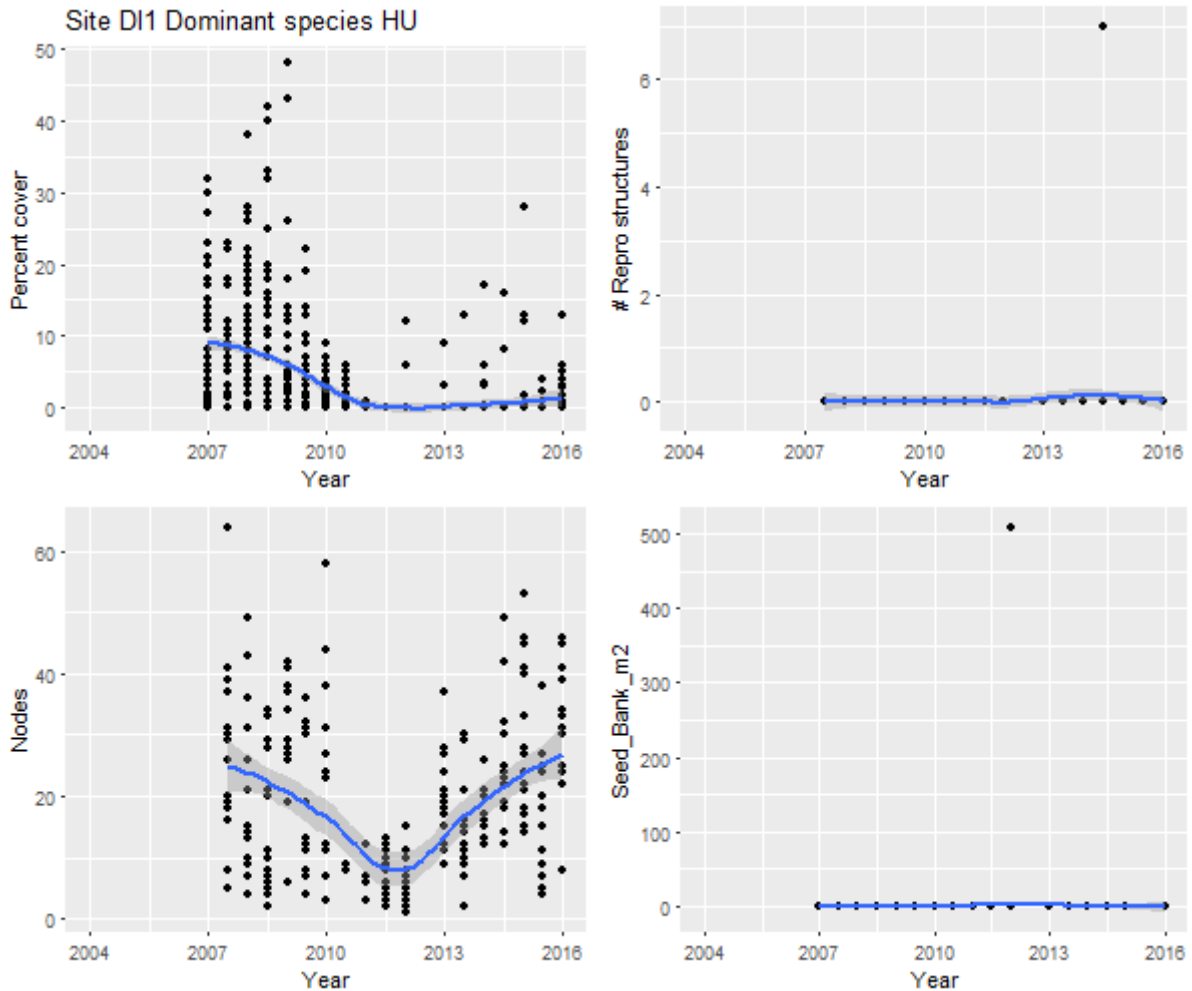 Site DI1 Dominant species HU
50
40
30
20
10
0
Percent cover
2004 2007 2010 2013 2016
Year
6
4
2
0
# Repro structures
2004 2007 2010 2013 2016
Year
60
40
20
0
Nodes
2004 2007 2010 2013 2016
Year
500
400
300
200
100
0
Seed_Bank_m2
2004 2007 2010 2013 2016
Year